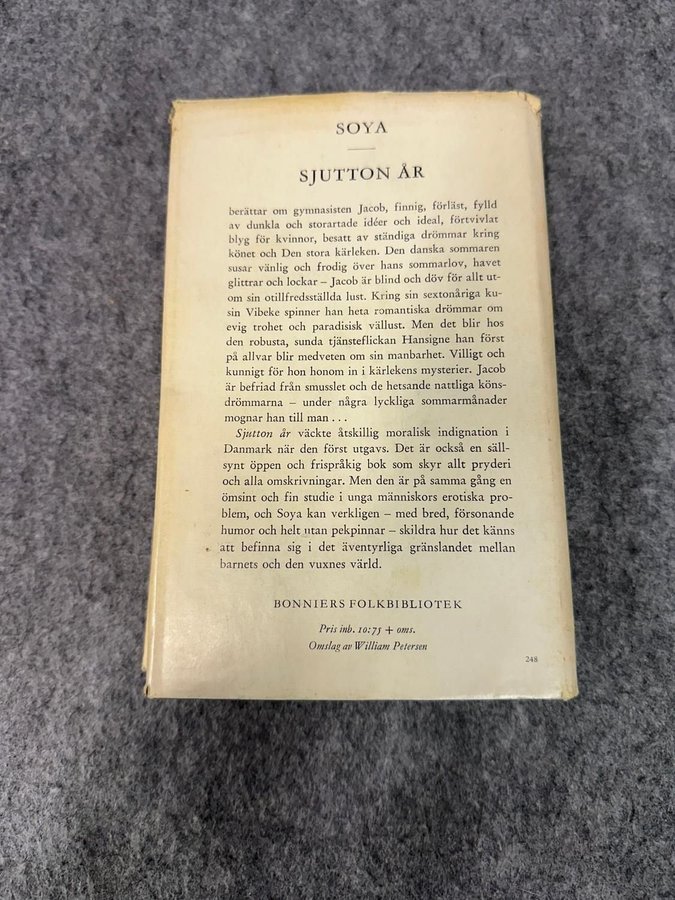 SOYA
SJUTTON ÅR
berättar om gymnasisten Jacob, finnig, förläst, fylld
av dunkla och storartade idéer och ideal, förtvivlat
blyg för kvinnor, besatt av ständiga drömmar kring
könet och Den stora kärleken. Den danska sommaren
susar vänlig och frodig över hans sommarlov, havet
glittrar och lockar – Jacob är blind och döv för allt ut-
om sin otillfredsställda lust. Kring sin sextonåriga ku-
sin Vibeke spinner han heta romantiska drömmar om
evig trohet och paradisisk vällust. Men det blir hos
den robusta, sunda tjänsteflickan Hansigne han först
på allvar blir medveten om sin manbarhet. Villigt och
kunnigt för hon honom in i kärlekens mysterier. Jacob
är befriad från smusslet och de hetsande nattliga köns-
drömmarna – under några lyckliga sommarmånader
mognar han till man . . .
Sjutton år väckte åtskillig moralisk indignation i
Danmark när den först utgavs. Det är också en säll-
synt öppen och frispråkig bok som skyr allt pryderi
och alla omskrivningar. Men den är på samma gång en
ömsint och fin studie i unga människors erotiska pro-
blem, och Soya kan verkligen – med bred, försonande
humor och helt utan pekpinnar – skildra hur det känns
att befinna sig i det äventyrliga gränslandet mellan
barnets och den vuxnes värld.
BONNIERS FOLKBIBLIOTEK
Pris inb. 10:75 + oms.
Omslag av William Petersen
248